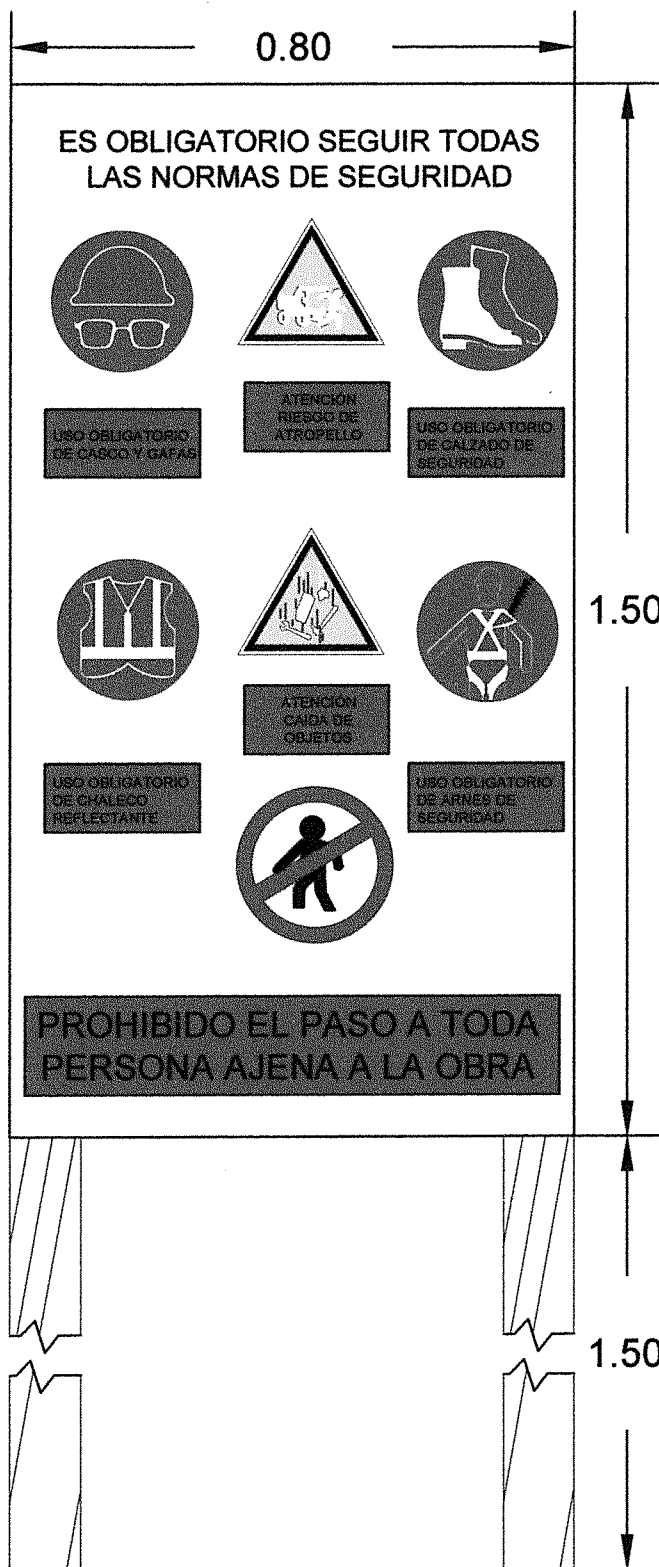 0.80
ES OBLIGATORIO SEGUIR TODAS
LAS NORMAS DE SEGURIDAD
USO OBLIGATORIO
DE CASCO Y GAFAS
ATENCION
RIESGO DE
ATROPELLO
USO OBLIGATORIO
DE CALZADO DE
SEGURIDAD
1.50
USO OBLIGATORIO
DE CHALECO
REFLECTANTE
ATENCION
CAIDA DE
OBJETOS
USO OBLIGATORIO
DE ARNES DE
SEGURIDAD
PROHIBIDO EL PASO A TODA
PERSONA AJENA A LA OBRA
1.50